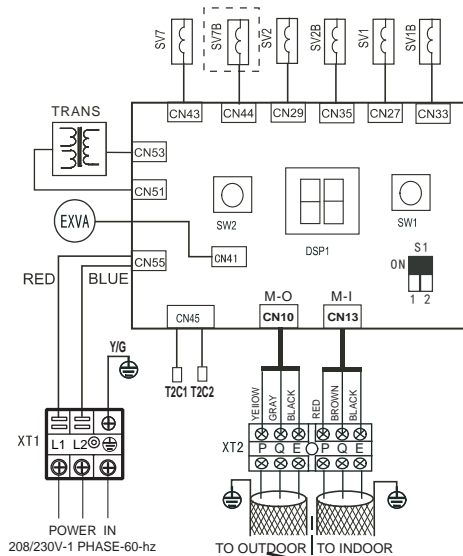 SV7 SV7B SV2 SV2B SV1 SV1B
CN43 CN44 CN29 CN35 CN27 CN33
TRANS
CN53
CN51
SW2
DSP1
SW1
EXVA
CN41
S1
ON
1 2
CN55
RED BLUE
CN45
M-O M-I
CN10 CN13
Y/G
T2C1 T2C2
YEllOW GRAY BLACK RED BROWN BLACK
XT1
L1 L2
XT2
P Q E P Q E
POWER IN
208/230V-1 PHASE-60-hz
TO OUTDOOR TO INDOOR